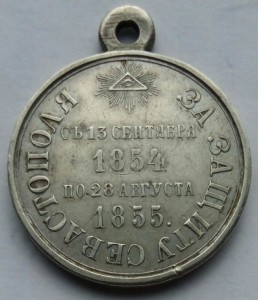 СЪ 13 СЕНТЯБРЯ
1854
ПО 28 АВГУСТА
1855.
ЗА ЗАЩИТУ СЕВАСТОПОЛЯ